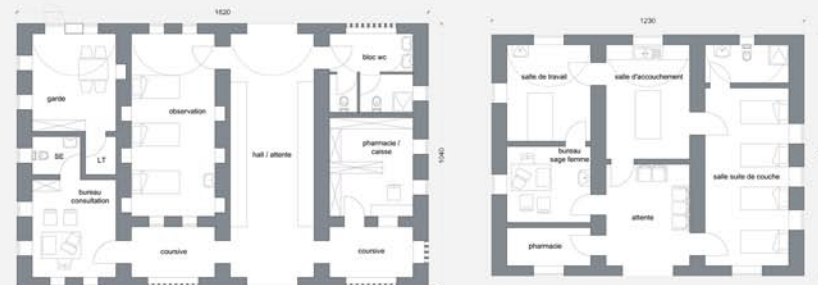 1620
garde
observation
hall / attente
bloc wc
SE
LT
bureau
consultation
pharmacie /
caisse
coursive
coursive
1040
1230
salle de travail
salle d'accouchement
bureau
sage femme
salle suite de couche
attente
pharmacie